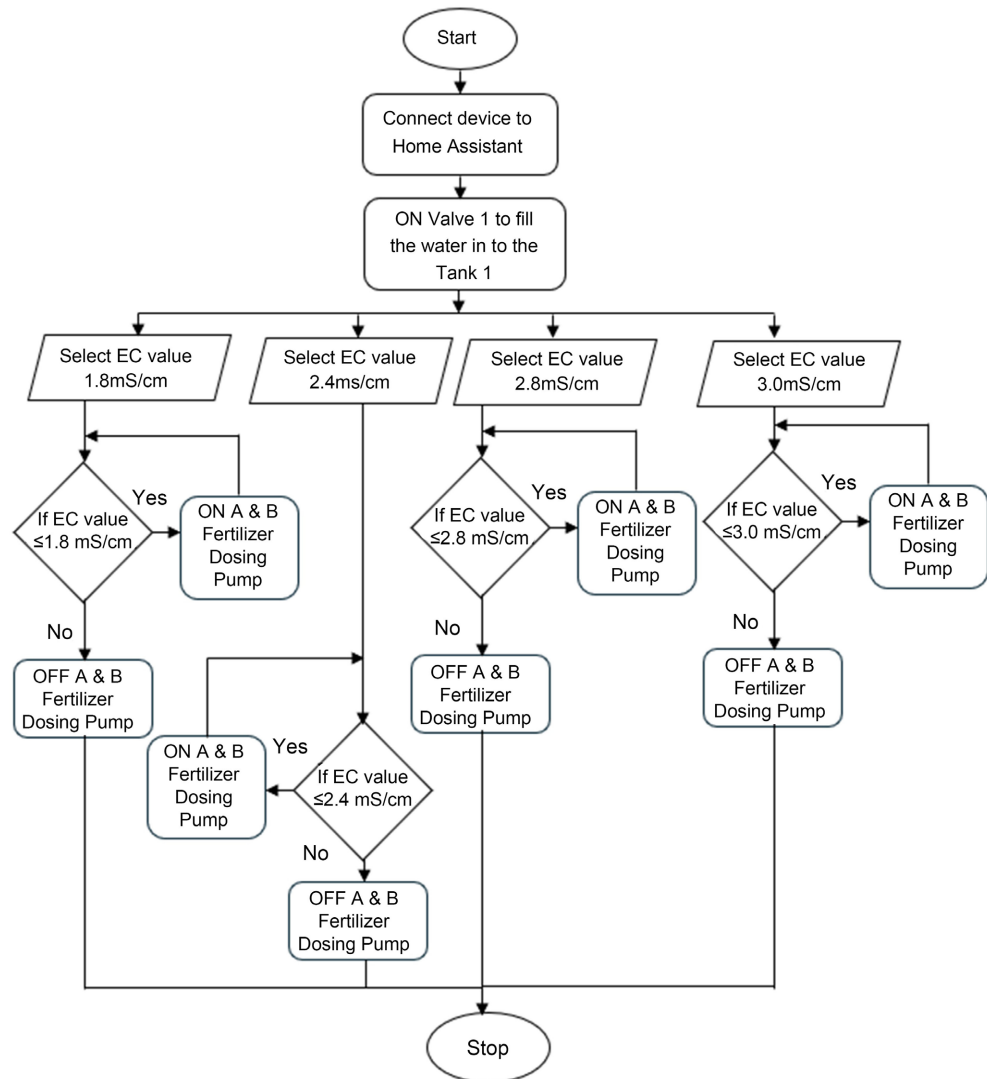 Start
Connect device to
Home Assistant
ON Valve 1 to fill
the water in to the
Tank 1
Select EC value
1.8mS/cm
Select EC value
2.4ms/cm
Select EC value
2.8mS/cm
Select EC value
3.0mS/cm
If EC value
≤1.8 mS/cm
Yes
ON A & B
Fertilizer
Dosing
Pump
No
OFF A & B
Fertilizer
Dosing Pump
If EC value
≤2.4 mS/cm
Yes
ON A & B
Fertilizer
Dosing
Pump
No
OFF A & B
Fertilizer
Dosing Pump
If EC value
≤2.8 mS/cm
Yes
ON A & B
Fertilizer
Dosing
Pump
No
OFF A & B
Fertilizer
Dosing Pump
If EC value
≤3.0 mS/cm
Yes
ON A & B
Fertilizer
Dosing
Pump
No
OFF A & B
Fertilizer
Dosing Pump
Stop